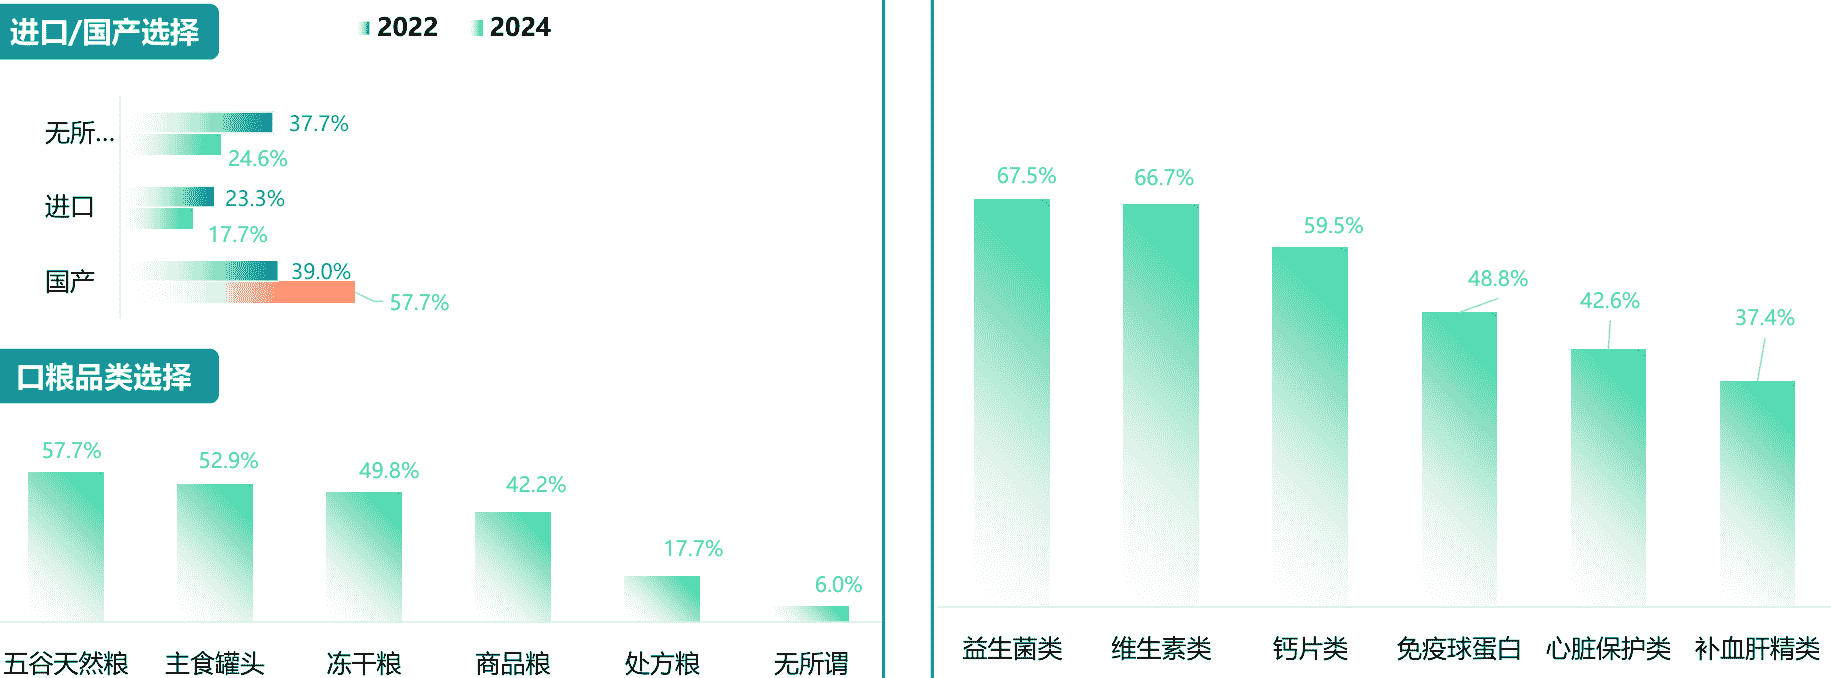 进口/国产选择
2022
2024
无所...
37.7%
24.6%
进口
23.3%
17.7%
国产
39.0%
57.7%
口粮品类选择
57.7%
52.9%
49.8%
42.2%
17.7%
6.0%
五谷天然粮
主食罐头
冻干粮
商品粮
处方粮
无所谓
67.5%
66.7%
59.5%
48.8%
42.6%
37.4%
益生菌类
维生素类
钙片类
免疫球蛋白
心脏保护类
补血肝精类